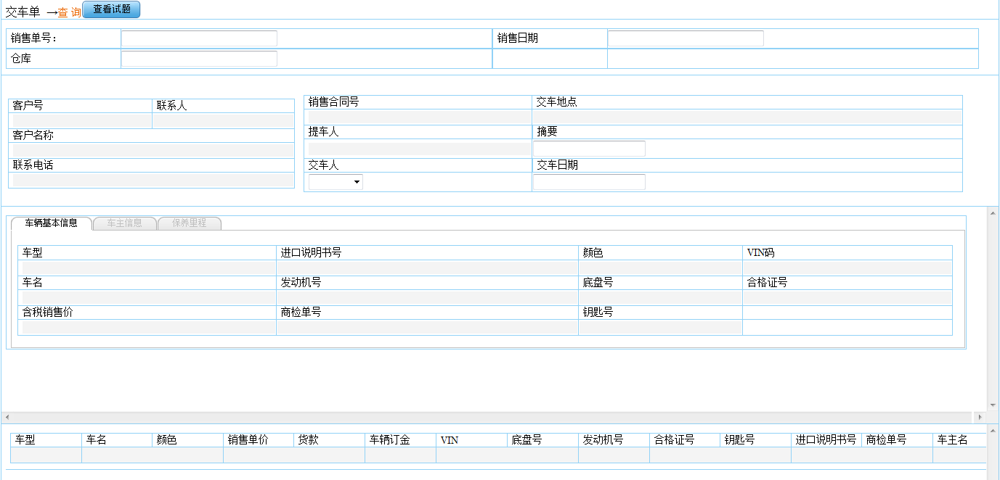 交车单 →查 询 查看试题
销售单号： 销售日期
仓库
客户号 联系人
客户名称
联系电话
销售合同号 交车地点
提车人 摘要
交车人 交车日期
车辆基本信息 车主信息 保养里程
车型 进口说明书号 颜色 VIN码
车名 发动机号 底盘号 合格证号
含税销售价 商检单号 钥匙号
车型 车名 颜色 销售单价 货款 车辆订金 VIN 底盘号 发动机号 合格证号 钥匙号 进口说明书号 商检单号 车主名